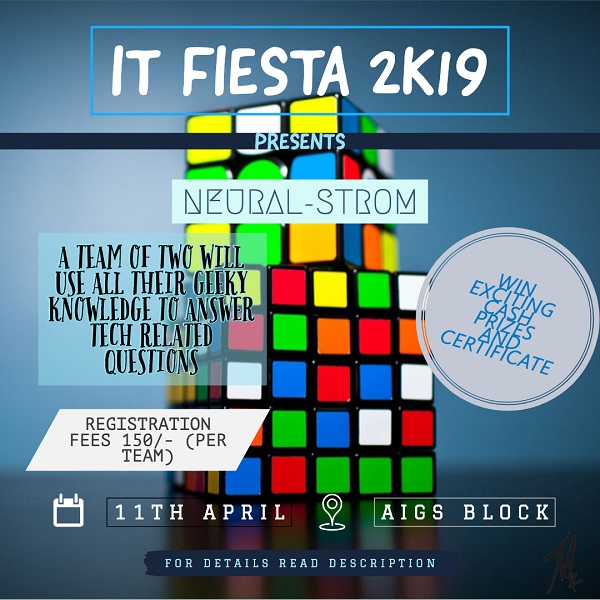 IT FIESTA 2K19
PRESENTS
NEURAL-STROM
A TEAM OF TWO WILL
USE ALL THEIR GEEKY
KNOWLEDGE TO ANSWER
TECH RELATED
QUESTIONS
WIN
EXCITING
CASH
PRIZES
AND
CERTIFICATE
REGISTRATION
FEES 150/- (PER
TEAM)
11TH APRIL
AIGS BLOCK
FOR DETAILS READ DESCRIPTION